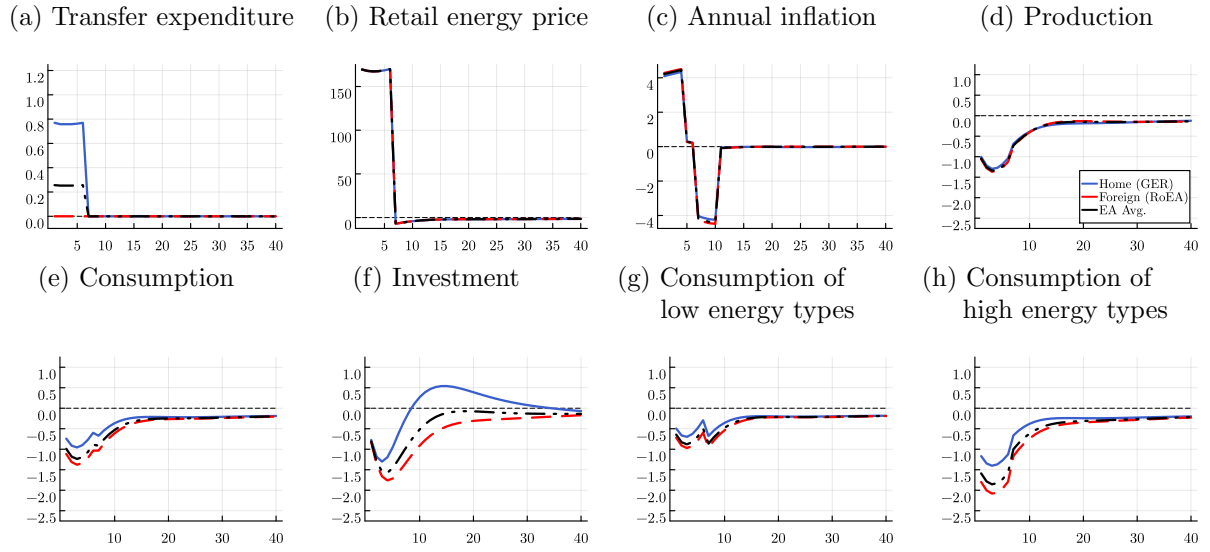 (a) Transfer expenditure
(b) Retail energy price
(c) Annual inflation
(d) Production
1.2
1.0
0.8
0.6
0.4
0.2
0.0
5 10 15 20 25 30 35 40
150
100
50
0
5 10 15 20 25 30 35 40
4
2
0
−2
−4
5 10 15 20 25 30 35 40
1.0
0.5
0.0
−0.5
−1.0
−1.5
−2.0
−2.5
10 20 30 40
Home (GER)
Foreign (RoEA)
EA Avg.
(e) Consumption
(f) Investment
(g) Consumption of
low energy types
(h) Consumption of
high energy types
1.0
0.5
0.0
−0.5
−1.0
−1.5
−2.0
−2.5
10 20 30 40
1.0
0.5
0.0
−0.5
−1.0
−1.5
−2.0
−2.5
10 20 30 40
1.0
0.5
0.0
−0.5
−1.0
−1.5
−2.0
−2.5
10 20 30 40
1.0
0.5
0.0
−0.5
−1.0
−1.5
−2.0
−2.5
10 20 30 40